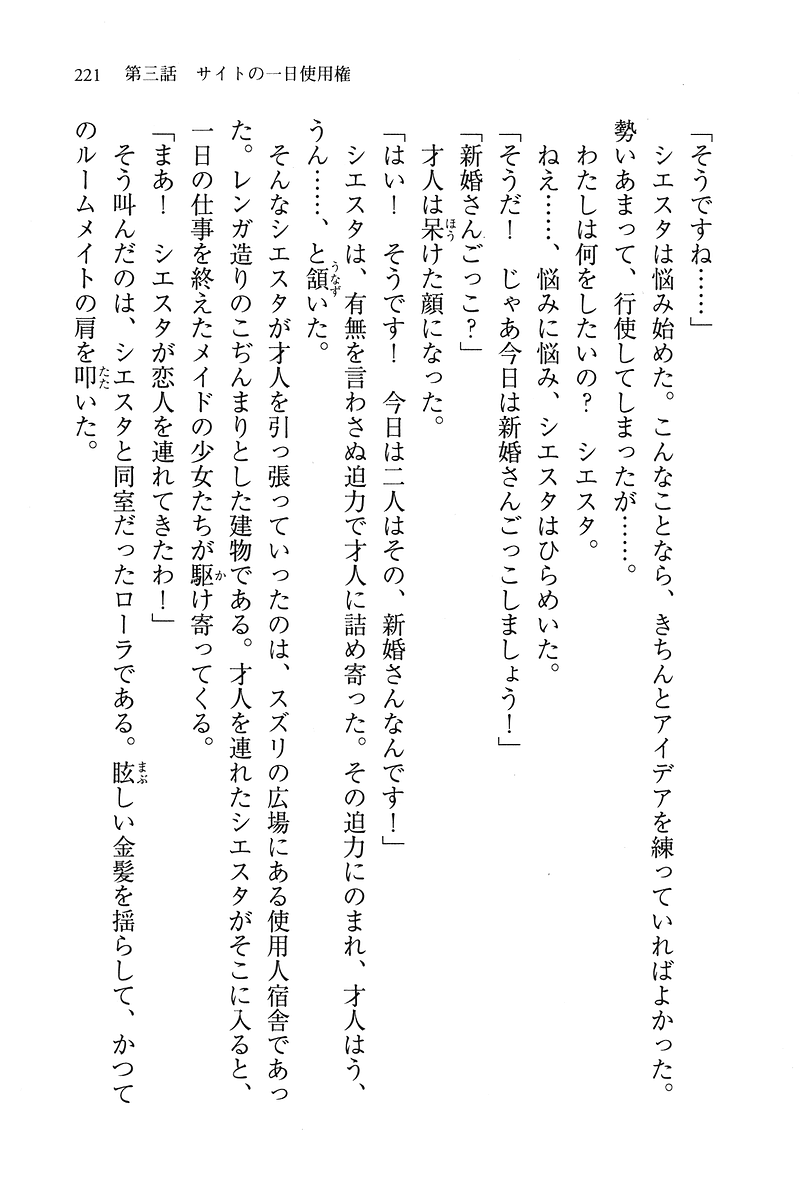 221　第三話　サイトの一日使用権
「そうですね……」
　シエスタは悩み始めた。こんなことなら、きちんとアイデアを練っていればよかった。
勢いあまって、行使してしまったが……。
　わたしは何をしたいの？　シエスタ。
　ねえ……、悩みに悩み、シエスタはひらめいた。
「そうだ！　じゃあ今日は新婚さんごっこしましょう！」
「新婚さんごっこ？」
　才人は呆けた顔になった。
「はい！　そうです！　今日は二人はその、新婚さんなんです！」
　シエスタは、有無を言わさぬ迫力で才人に詰め寄った。その迫力にのまれ、才人はう、
うん……、と頷いた。
　そんなシエスタが才人を引っ張っていったのは、スズリの広場にある使用人宿舎であっ
た。レンガ造りのこぢんまりとした建物である。才人を連れたシエスタがそこに入ると、
一日の仕事を終えたメイドの少女たちが駆け寄ってくる。
「まあ！　シエスタが恋人を連れてきたわ！」
　そう叫んだのは、シエスタと同室だったローラである。眩しい金髪を揺らして、かつて
のルームメイトの肩を叩いた。